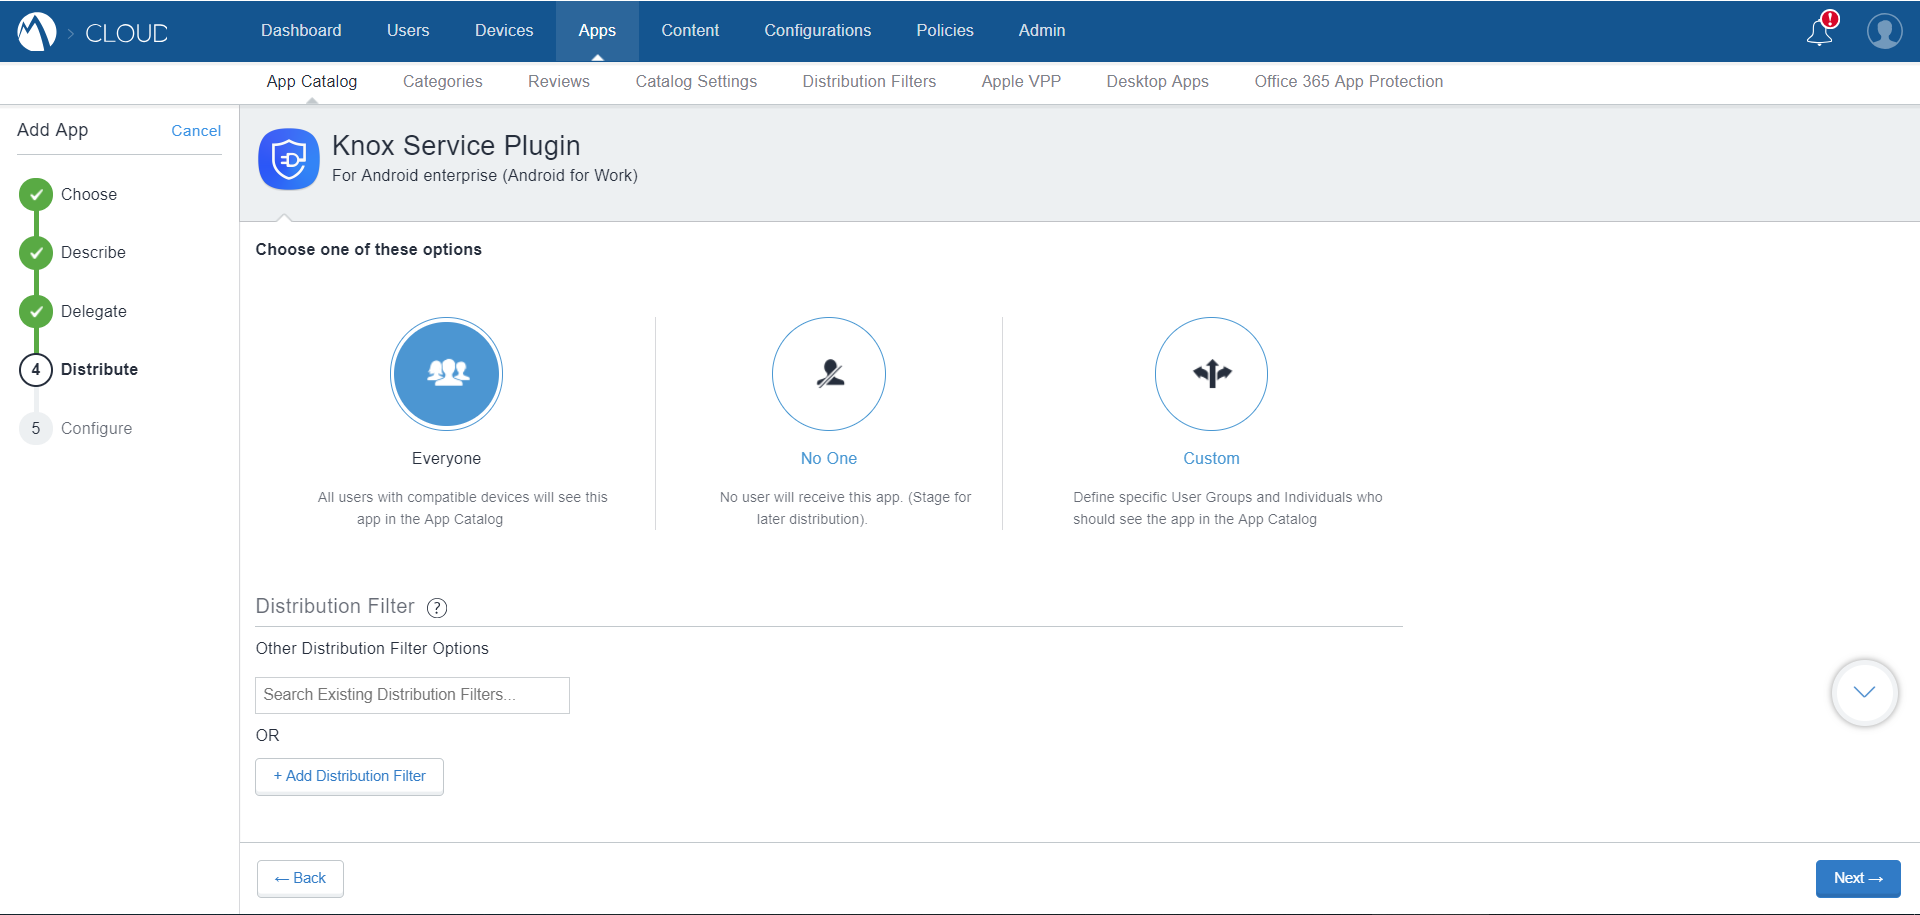 CLOUD
Dashboard Users Devices Apps Content Configurations Policies Admin
App Catalog Categories Reviews Catalog Settings Distribution Filters Apple VPP Desktop Apps Office 365 App Protection
Add App Cancel
Choose
Describe
Delegate
4 Distribute
5 Configure
Knox Service Plugin
For Android enterprise (Android for Work)
Choose one of these options
Everyone
All users with compatible devices will see this
app in the App Catalog
No One
No user will receive this app. (Stage for
later distribution).
Custom
Define specific User Groups and Individuals who
should see the app in the App Catalog
Distribution Filter ?
Other Distribution Filter Options
Search Existing Distribution Filters...
OR
+ Add Distribution Filter
← Back
Next →